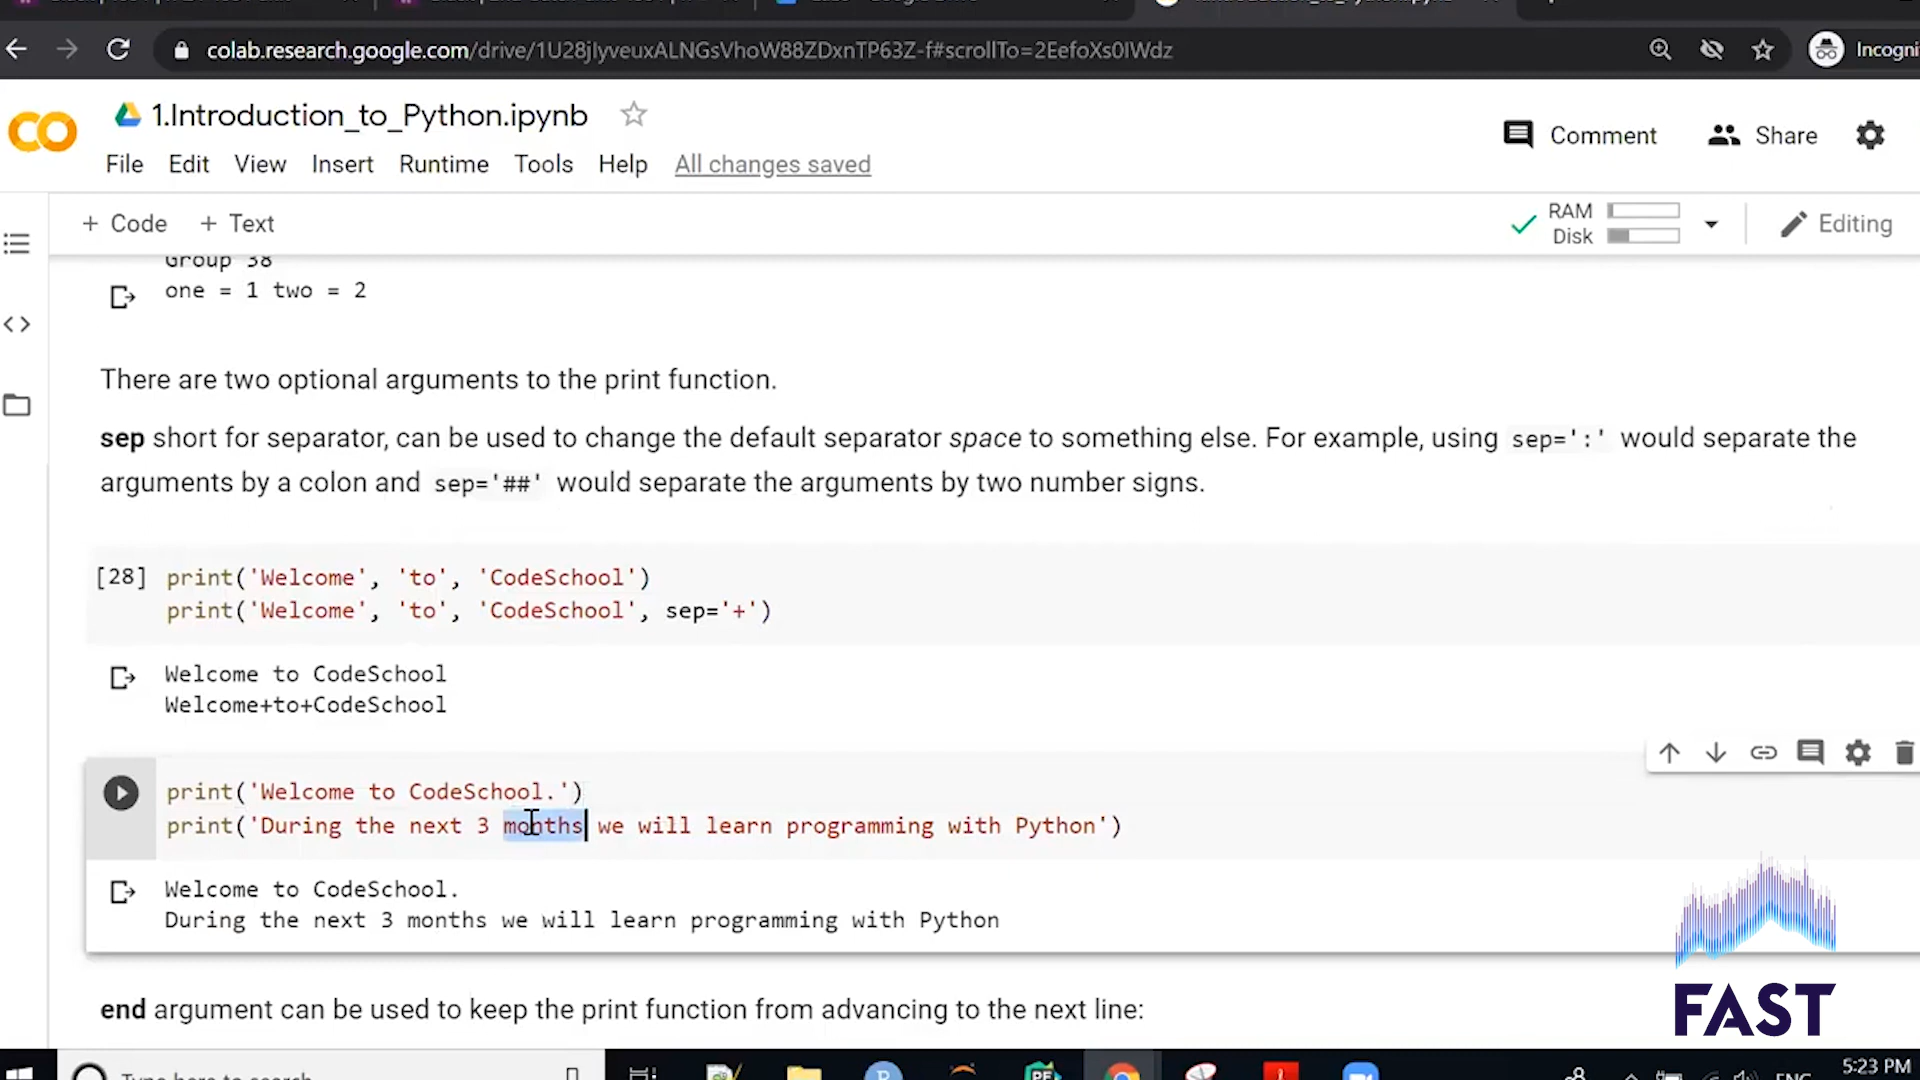 colab.research.google.com/drive/1U28jIyveuxALNGsVhoW88ZDxnTP63Z-f#scrollTo=2EefoXs0IWdz
Incogni
1.Introduction_to_Python.ipynb
Comment
Share
File Edit View Insert Runtime Tools Help All changes saved
+ Code + Text
RAM
Disk
Editing
Group 38
one = 1 two = 2
There are two optional arguments to the print function.
sep short for separator, can be used to change the default separator space to something else. For example, using sep=':' would separate the
arguments by a colon and sep='##' would separate the arguments by two number signs.
[28] print('Welcome', 'to', 'CodeSchool')
print('Welcome', 'to', 'CodeSchool', sep='+')
Welcome to CodeSchool
Welcome+to+CodeSchool
print('Welcome to CodeSchool.')
print('During the next 3 months we will learn programming with Python')
Welcome to CodeSchool.
During the next 3 months we will learn programming with Python
end argument can be used to keep the print function from advancing to the next line:
FAST
Type here to search
ENG
5:23 PM